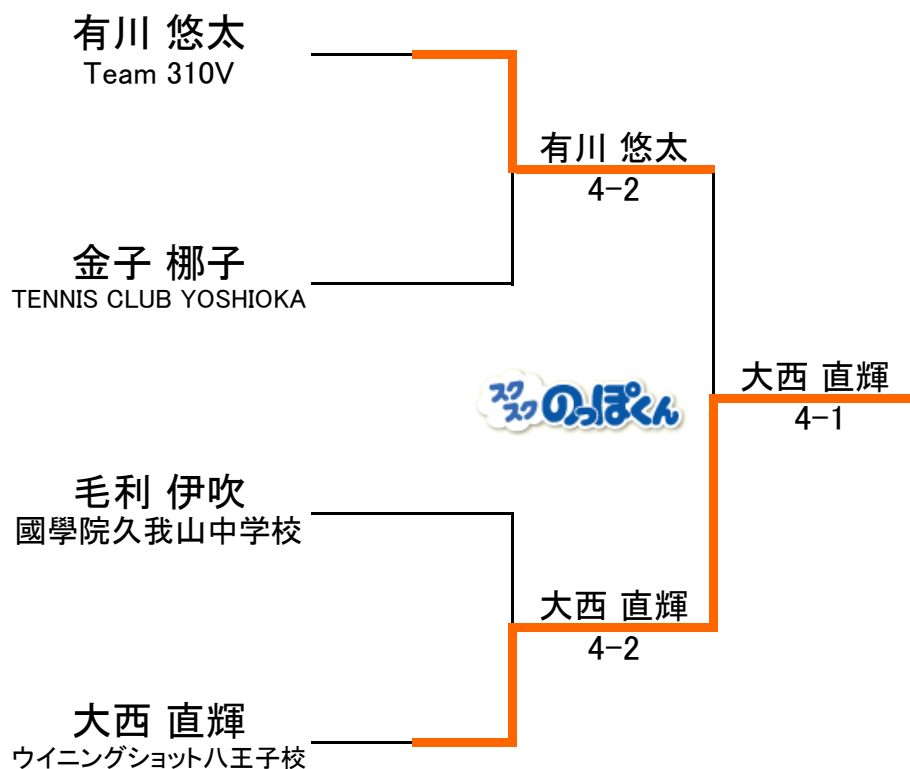 有川 悠太
Team 310V
有川 悠太
4-2
金子 梛子
TENNIS CLUB YOSHIOKA
スクスク のっぽくん
大西 直輝
4-1
毛利 伊吹
國學院久我山中学校
大西 直輝
4-2
大西 直輝
ウイニングショット八王子校